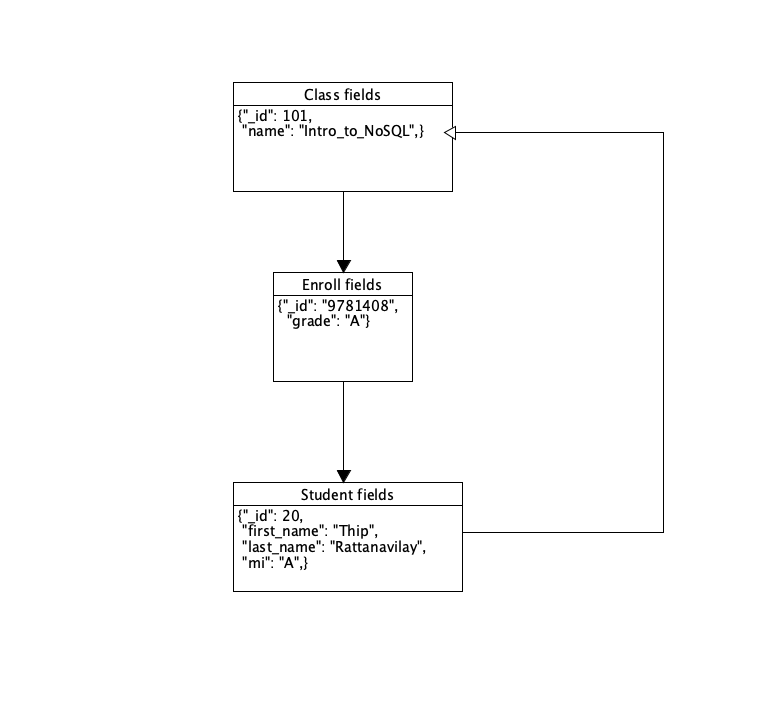 Class fields
{"_id": 101,
"name": "Intro_to_NoSQL",}
Enroll fields
{"_id": "9781408",
"grade": "A"}
Student fields
{"_id": 20,
"first_name": "Thip",
"last_name": "Rattanavilay",
"mi": "A",}